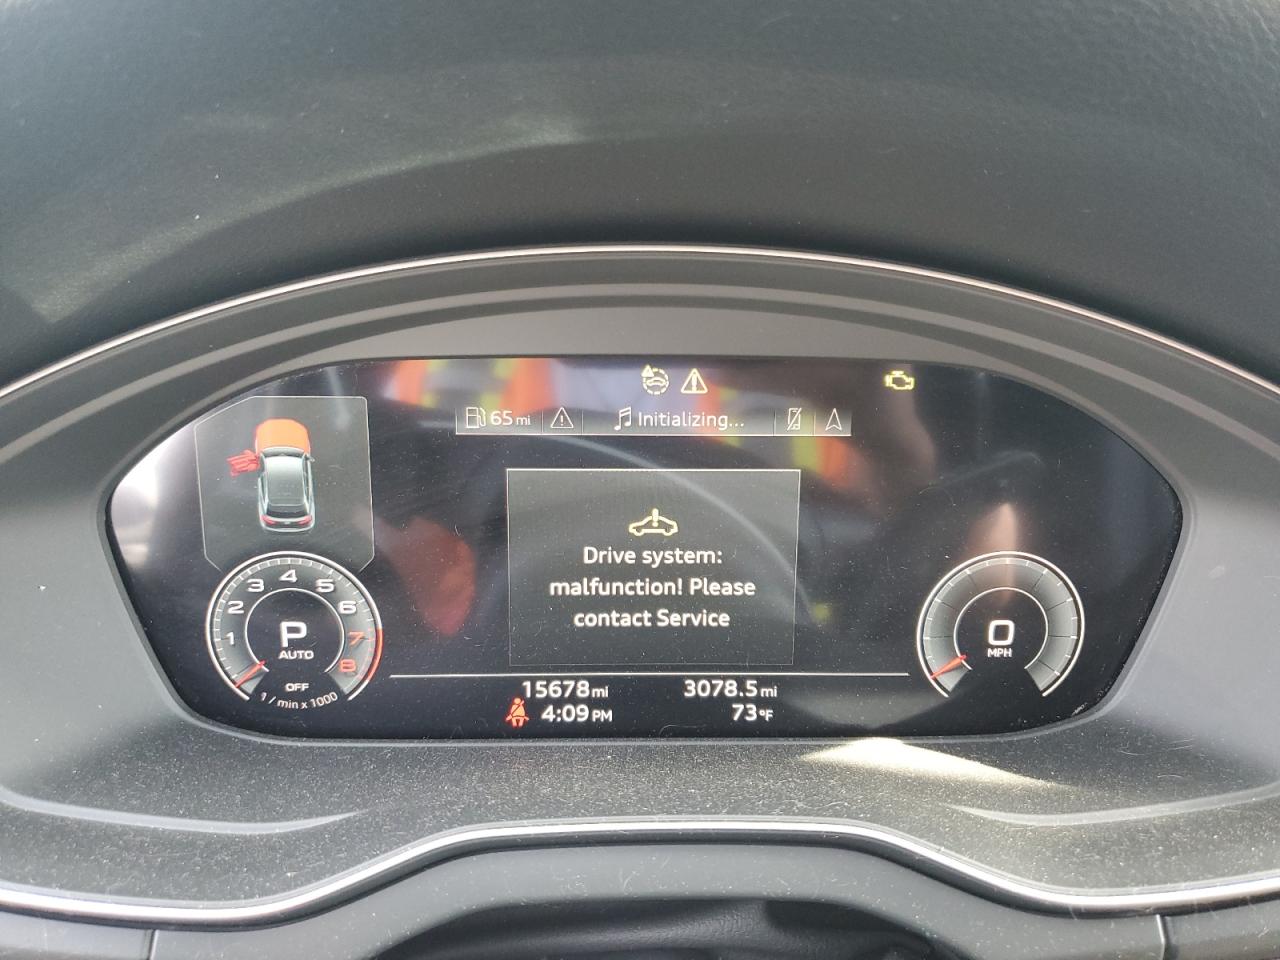 65 mi
Initializing...
Drive system:
malfunction! Please
contact Service
1 2 3 4 5 6 7 8
P
AUTO
OFF
1 / min x 1000
0
MPH
15678 mi
3078.5 mi
4:09 PM
73 °F